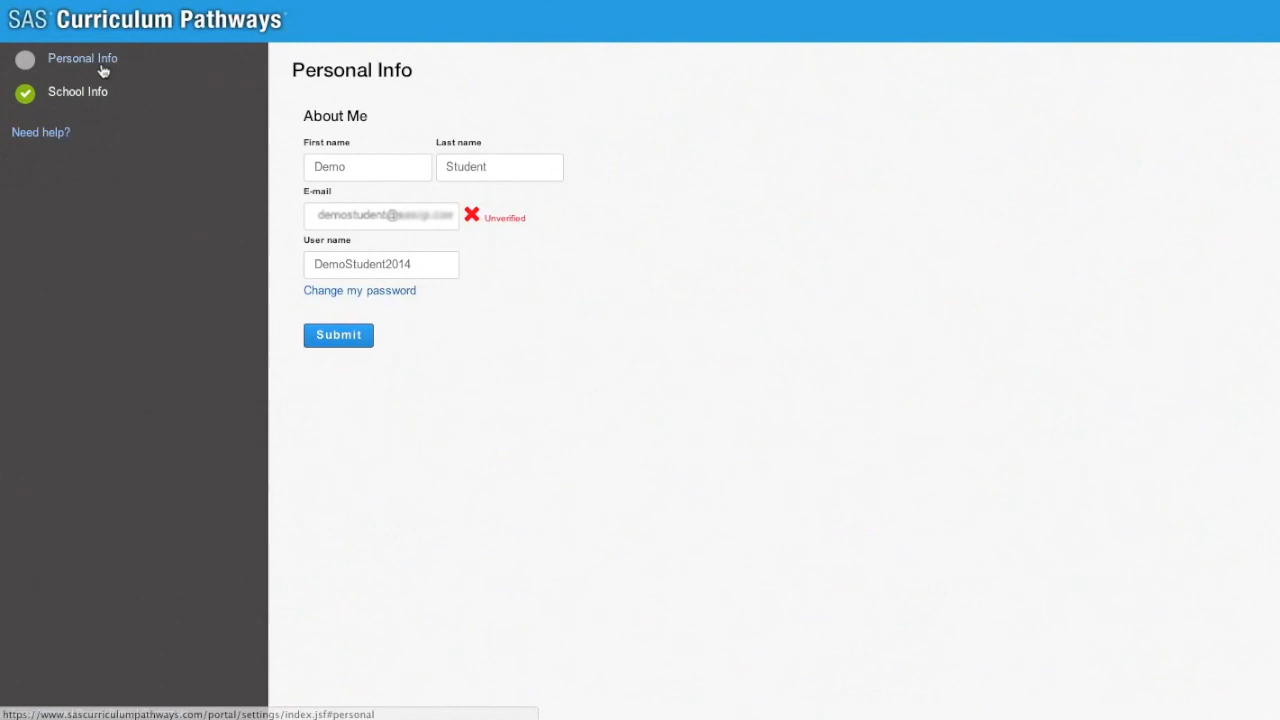 SAS® Curriculum Pathways®
Personal Info
School Info
Need help?
Personal Info
About Me
First name Last name
Demo Student
E-mail
demostudent@
Unverified
User name
DemoStudent2014
Change my password
Submit
https://www.sascurriculumpathways.com/portal/settings/index.jsf#personal